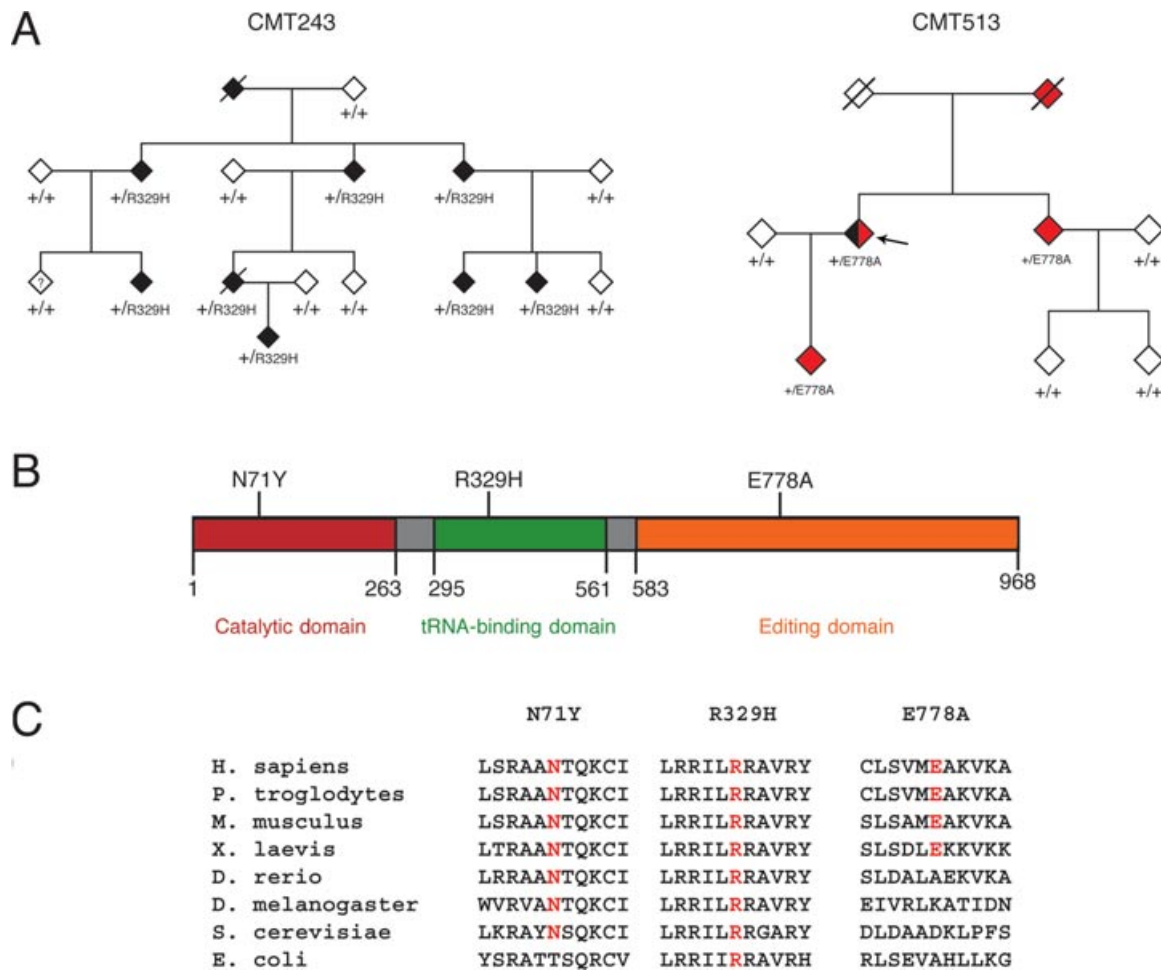 A
CMT243
CMT513
+/+
+/+ +/R329H +/+ +/R329H +/R329H +/+
? 
+/+ +/R329H +/R329H +/+ +/+ +/R329H +/R329H +/+
+/R329H
+/+ +/E778A +/E778A +/+
+/E778A +/+ +/+
B
N71Y R329H E778A
1 263 295 561 583 968
Catalytic domain tRNA-binding domain Editing domain
C
N71Y R329H E778A
H. sapiens LSRAANTQKCI LRRILRRAVRY CLSVMEAKVKA
P. troglodytes LSRAANTQKCI LRRILRRAVRY CLSVMEAKVKA
M. musculus LSRAANTQKCI LRRILRRAVRY SLSAMEAKVKA
X. laevis LTRAANTQKCI LRRILRRAVRY SLSDLEKKVKK
D. rerio LRRAANTQKCI LRRILRRAVRY SLDALAEKVKA
D. melanogaster WVRVANTQKCI LRRILRRAVRY EIVRLKATIDN
S. cerevisiae LKRAYNSQKCI LRRILRRGARY DLDAADKLPFS
E. coli YSRATTSQRCV LRRIIRRAVRH RLSEVAHLLKG